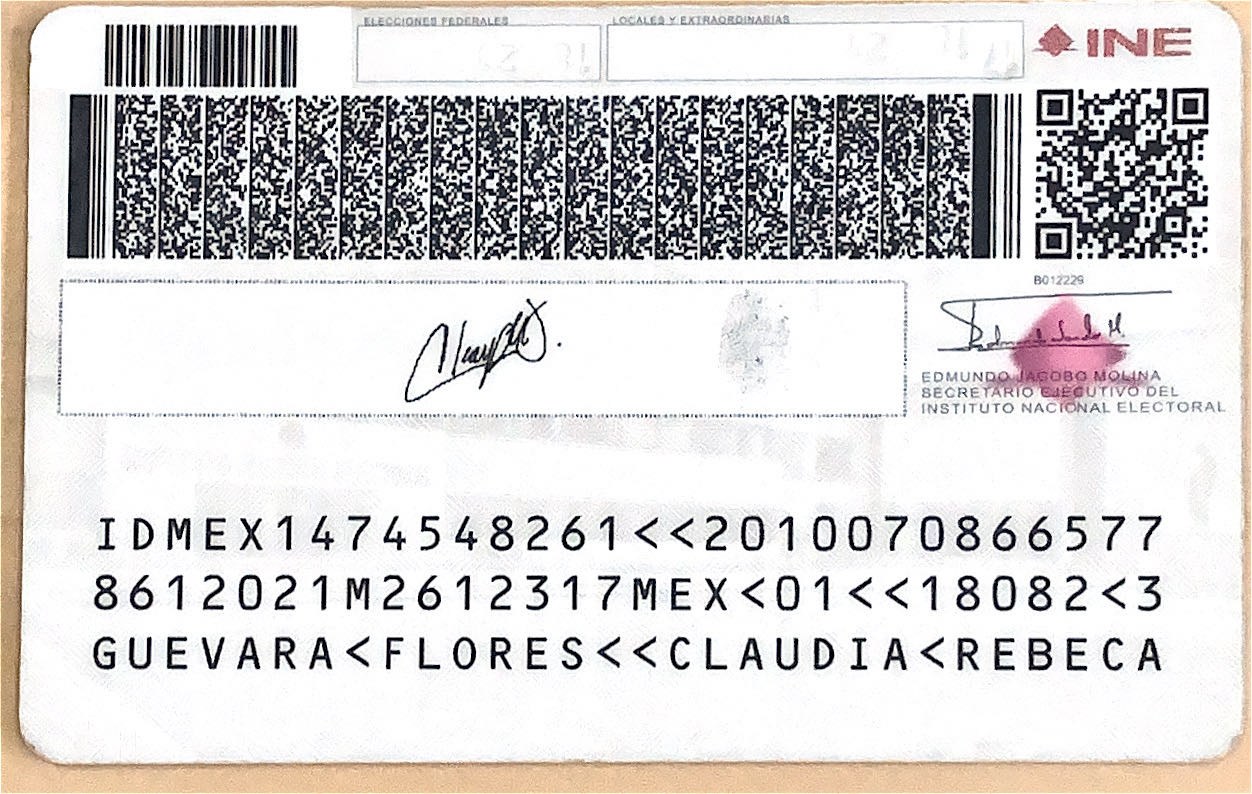 ELECCIONES FEDERALES
LOCALES Y EXTRAORDINARIAS
INE
B012229
EDMUNDO JACOBO MOLINA
SECRETARIO EJECUTIVO DEL
INSTITUTO NACIONAL ELECTORAL
IDMEX1474548261<<2010070866577
8612021M2612317MEX<01<<18082<3
GUEVARA<FLORES<<CLAUDIA<REBECA